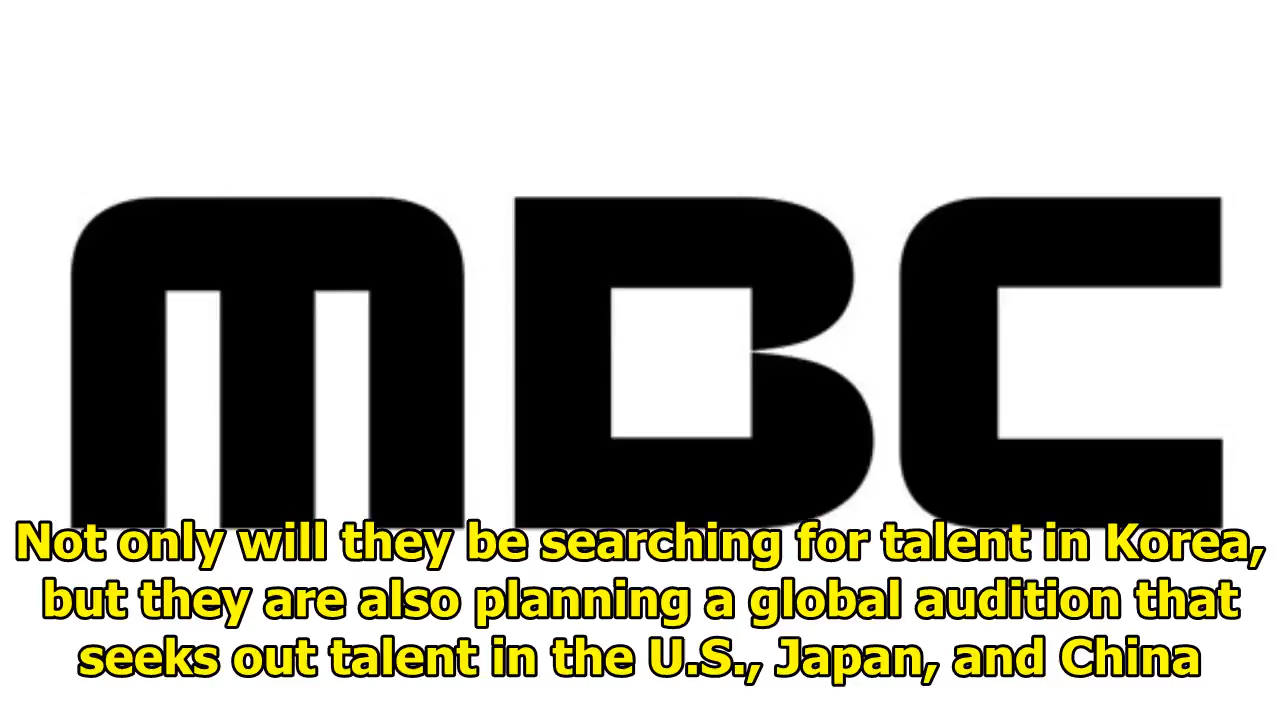 MBC
Not only will they be searching for talent in Korea,
but they are also planning a global audition that
seeks out talent in the U.S., Japan, and China